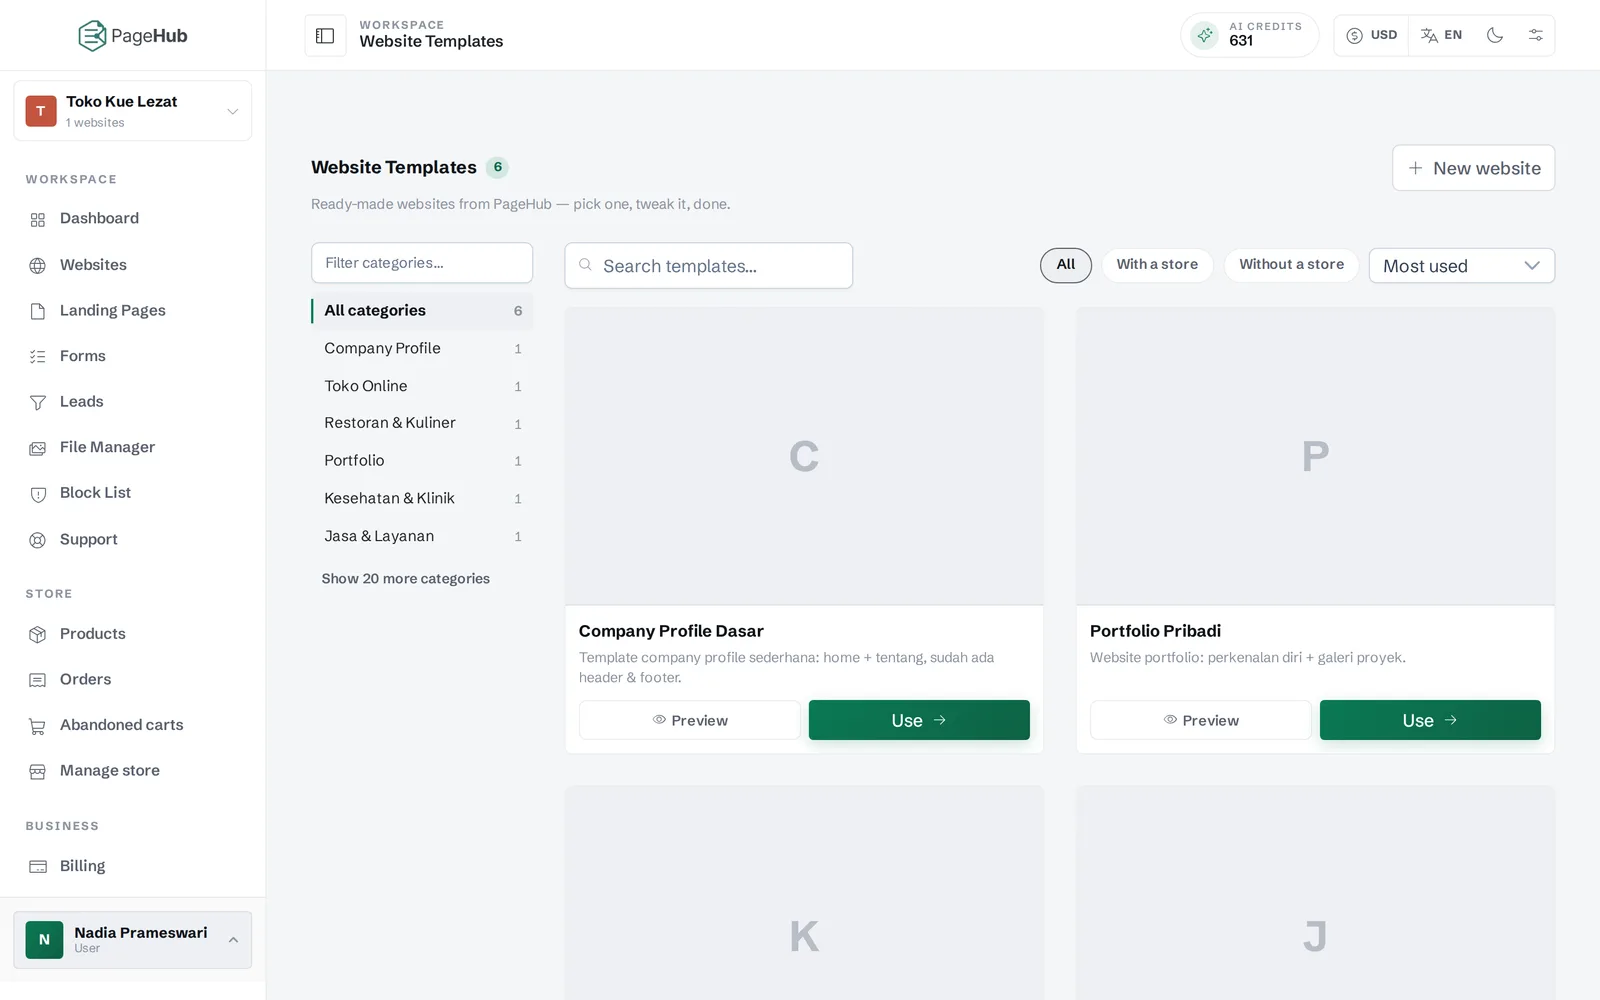 PageHub
WORKSPACE
Website Templates
AI CREDITS
631
USD
EN
T
Toko Kue Lezat
1 websites
WORKSPACE
Dashboard
Websites
Landing Pages
Forms
Leads
File Manager
Block List
Support
STORE
Products
Orders
Abandoned carts
Manage store
BUSINESS
Billing
N
Nadia Prameswari
User
Website Templates 6
Ready-made websites from PageHub — pick one, tweak it, done.
New website
Filter categories...
All categories 6
Company Profile 1
Toko Online 1
Restoran & Kuliner 1
Portfolio 1
Kesehatan & Klinik 1
Jasa & Layanan 1
Show 20 more categories
Search templates...
All
With a store
Without a store
Most used
C
Company Profile Dasar
Template company profile sederhana: home + tentang, sudah ada
header & footer.
Preview
Use
P
Portfolio Pribadi
Website portfolio: perkenalan diri + galeri proyek.
Preview
Use
K
J